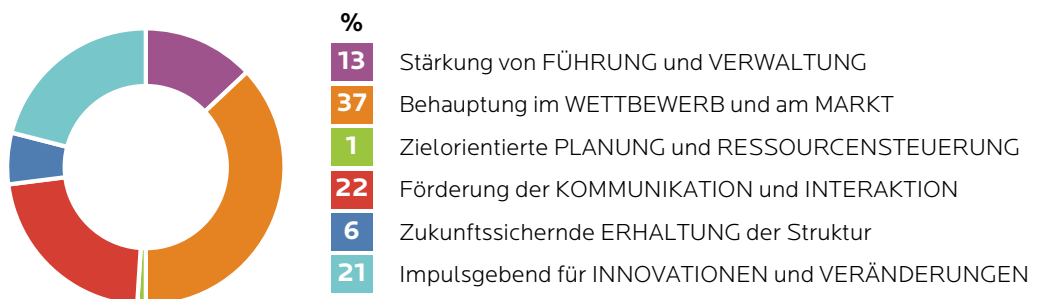 %
13 Stärkung von FÜHRUNG und VERWALTUNG
37 Behauptung im WETTBEWERB und am MARKT
1 Zielorientierte PLANUNG und RESSOURCENSTEUERUNG
22 Förderung der KOMMUNIKATION und INTERAKTION
6 Zukunftssichernde ERHALTUNG der Struktur
21 Impulsgebend für INNOVATIONEN und VERÄNDERUNGEN